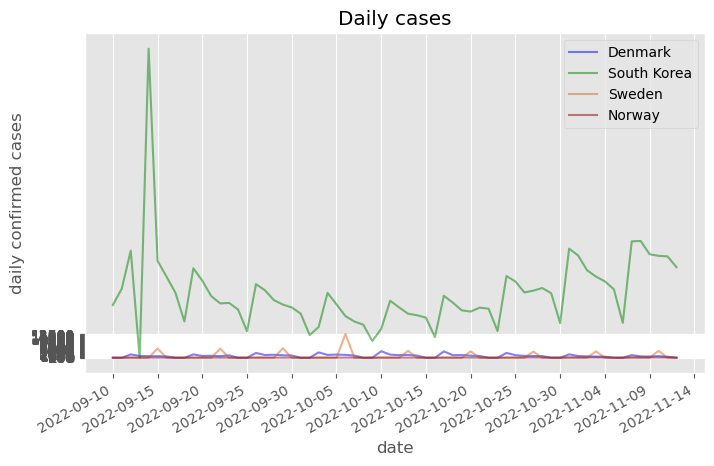 Daily cases
Denmark
South Korea
Sweden
Norway
daily confirmed cases
2022-09-10
2022-09-15
2022-09-20
2022-09-25
2022-09-30
2022-10-05
2022-10-10
2022-10-15
2022-10-20
2022-10-25
2022-10-30
2022-11-04
2022-11-09
2022-11-14
date